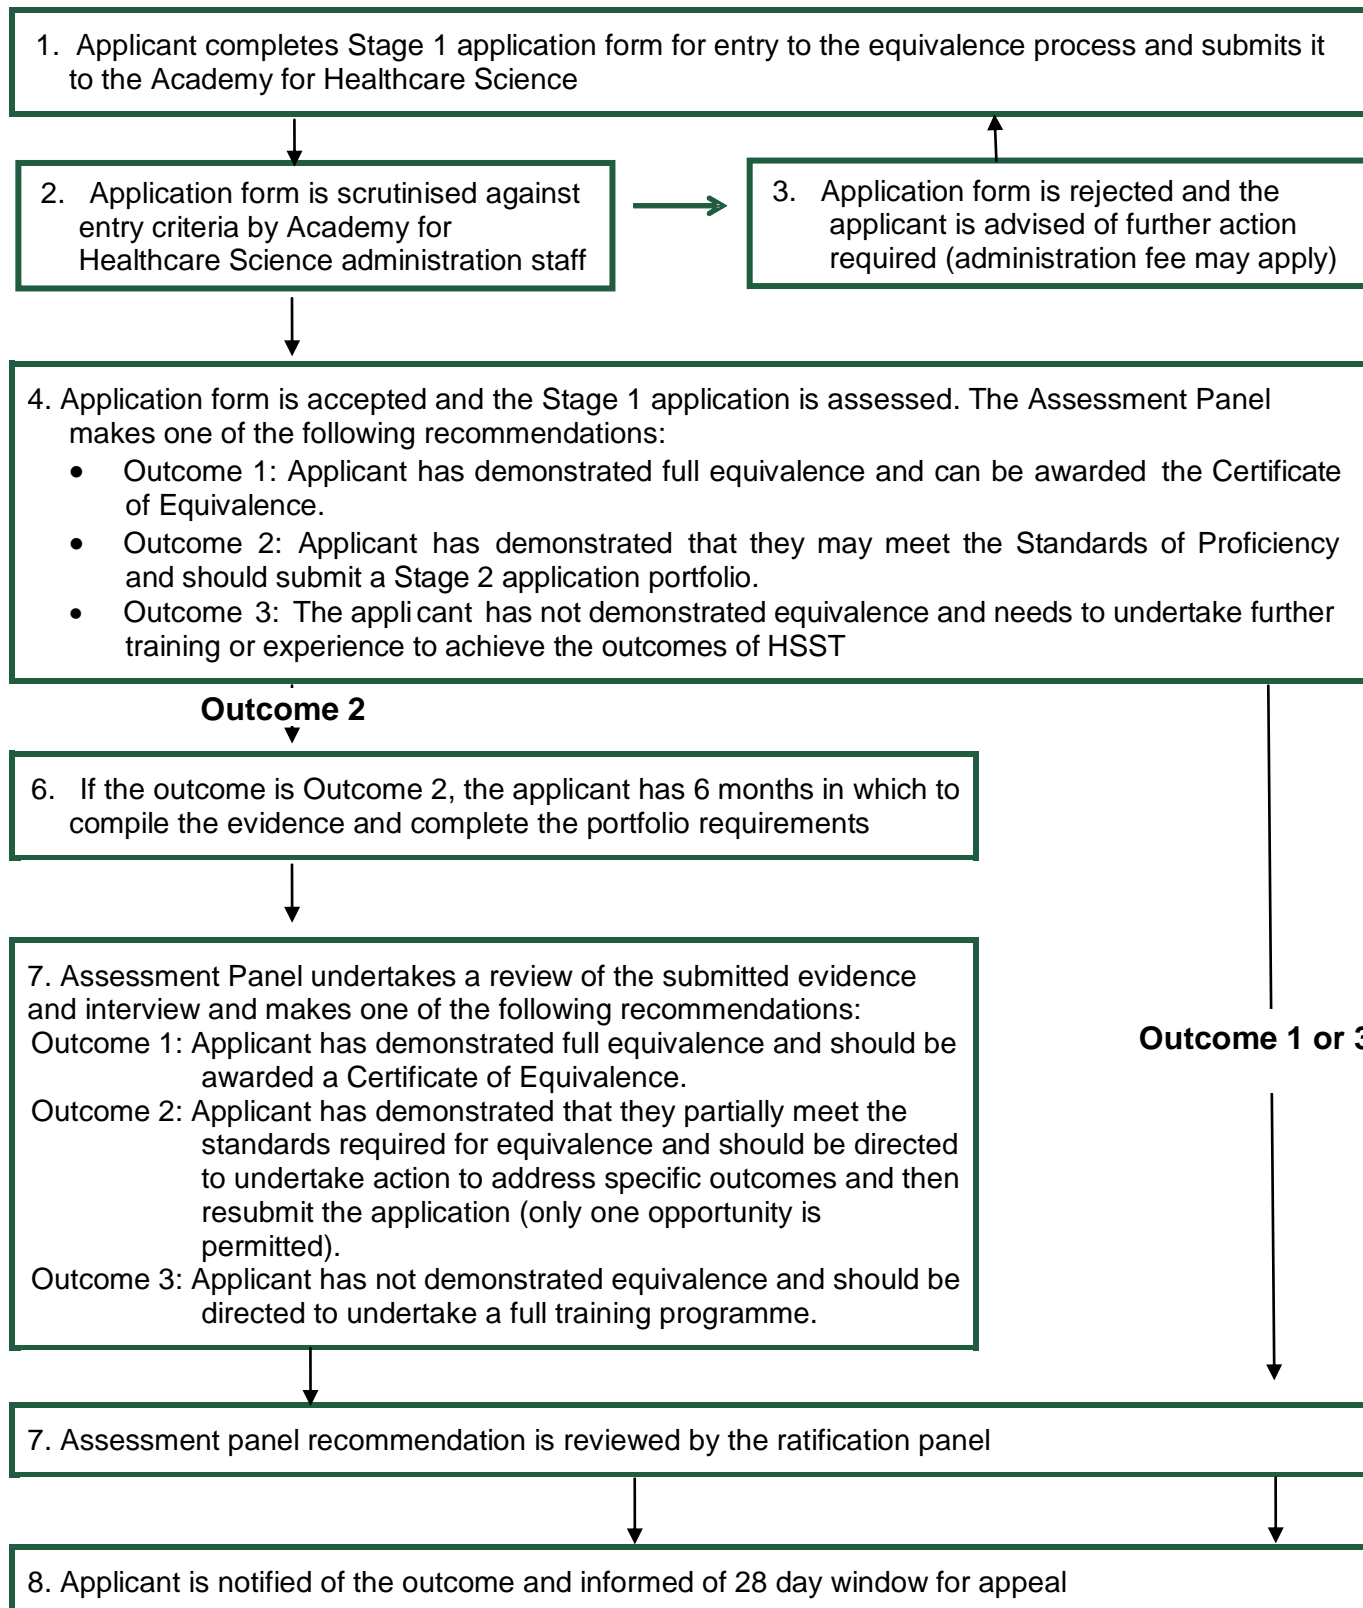 1. Applicant completes Stage 1 application form for entry to the equivalence process and submits it
to the Academy for Healthcare Science
2. Application form is scrutinised against
entry criteria by Academy for
Healthcare Science administration staff
3. Application form is rejected and the
applicant is advised of further action
required (administration fee may apply)
4. Application form is accepted and the Stage 1 application is assessed. The Assessment Panel
makes one of the following recommendations:
• Outcome 1: Applicant has demonstrated full equivalence and can be awarded the Certificate
of Equivalence.
• Outcome 2: Applicant has demonstrated that they may meet the Standards of Proficiency
and should submit a Stage 2 application portfolio.
• Outcome 3: The applicant has not demonstrated equivalence and needs to undertake further
training or experience to achieve the outcomes of HSST
Outcome 2
6. If the outcome is Outcome 2, the applicant has 6 months in which to
compile the evidence and complete the portfolio requirements
7. Assessment Panel undertakes a review of the submitted evidence
and interview and makes one of the following recommendations:
Outcome 1: Applicant has demonstrated full equivalence and should be
awarded a Certificate of Equivalence.
Outcome 2: Applicant has demonstrated that they partially meet the
standards required for equivalence and should be directed
to undertake action to address specific outcomes and then
resubmit the application (only one opportunity is
permitted).
Outcome 3: Applicant has not demonstrated equivalence and should be
directed to undertake a full training programme.
Outcome 1 or 3
7. Assessment panel recommendation is reviewed by the ratification panel
8. Applicant is notified of the outcome and informed of 28 day window for appeal